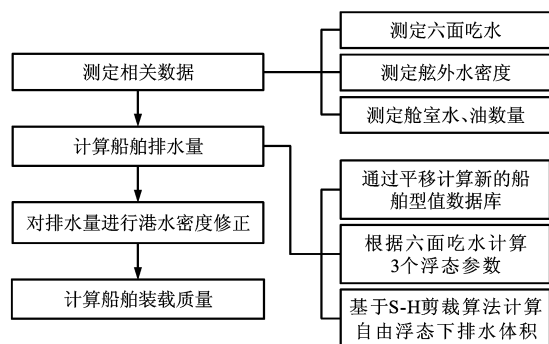 测定相关数据
计算船舶排水量
对排水量进行港水密度修正
计算船舶装载质量
测定六面吃水
测定舷外水密度
测定舱室水、油数量
通过平移计算新的船
舶型值数据库
根据六面吃水计算
3个浮态参数
基于S-H剪裁算法计算
自由浮态下排水体积